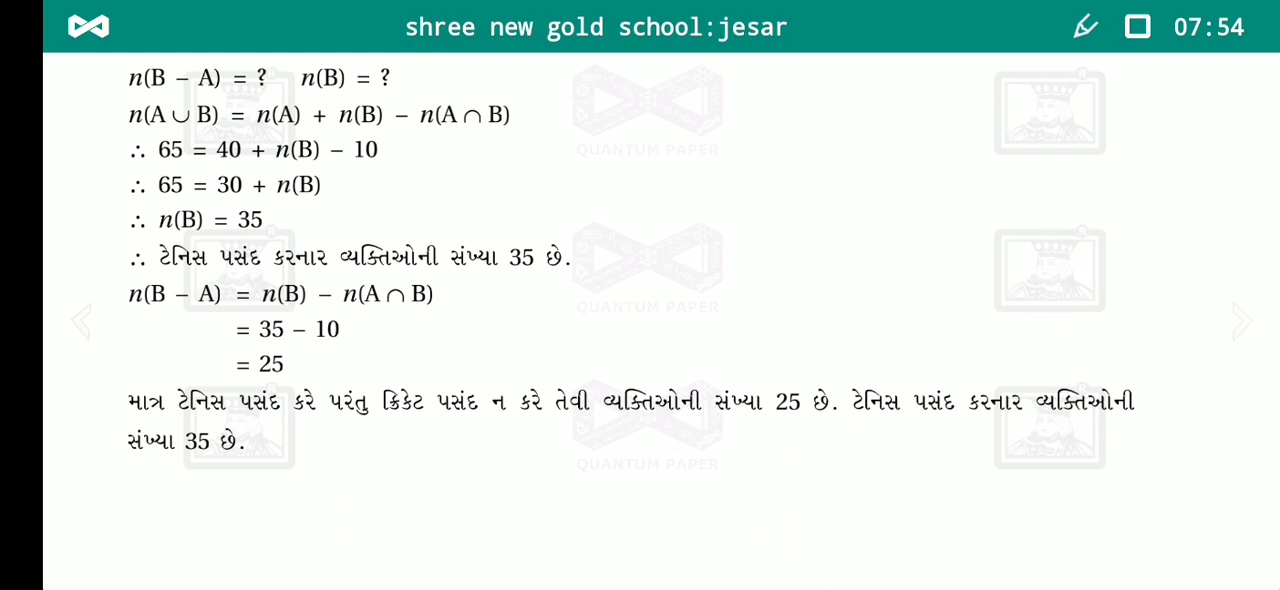 shree new gold school:jesar 07:54
n(B – A) = ? n(B) = ?
n(A ∪ B) = n(A) + n(B) – n(A ∩ B)
∴ 65 = 40 + n(B) – 10
∴ 65 = 30 + n(B)
∴ n(B) = 35
∴ ટેનિસ પસંદ કરનાર વ્યક્તિઓની સંખ્યા 35 છે.
n(B – A) = n(B) – n(A ∩ B)
= 35 – 10
= 25
માત્ર ટેનિસ પસંદ કરે પરંતુ ક્રિકેટ પસંદ ન કરે તેવી વ્યક્તિઓની સંખ્યા 25 છે. ટેનિસ પસંદ કરનાર વ્યક્તિઓની
સંખ્યા 35 છે.
QUANTUM PAPER
QUANTUM PAPER
QUANTUM PAPER